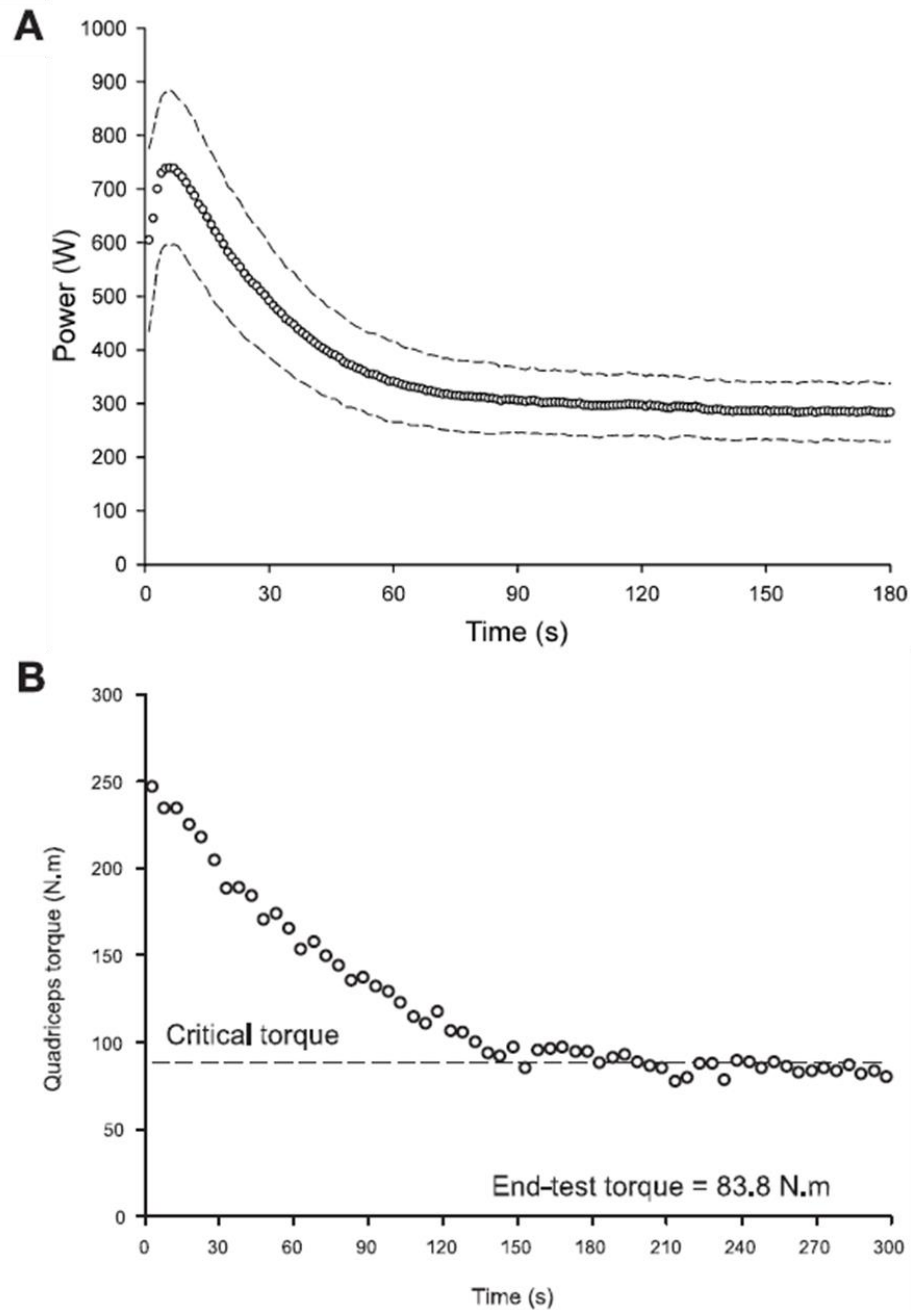 A
1000
900
800
700
600
500
400
300
200
100
0
Power (W)
0 30 60 90 120 150 180
Time (s)
B
300
250
200
150
100
50
0
Quadriceps torque (N.m)
Critical torque
End-test torque = 83.8 N.m
0 30 60 90 120 150 180 210 240 270 300
Time (s)